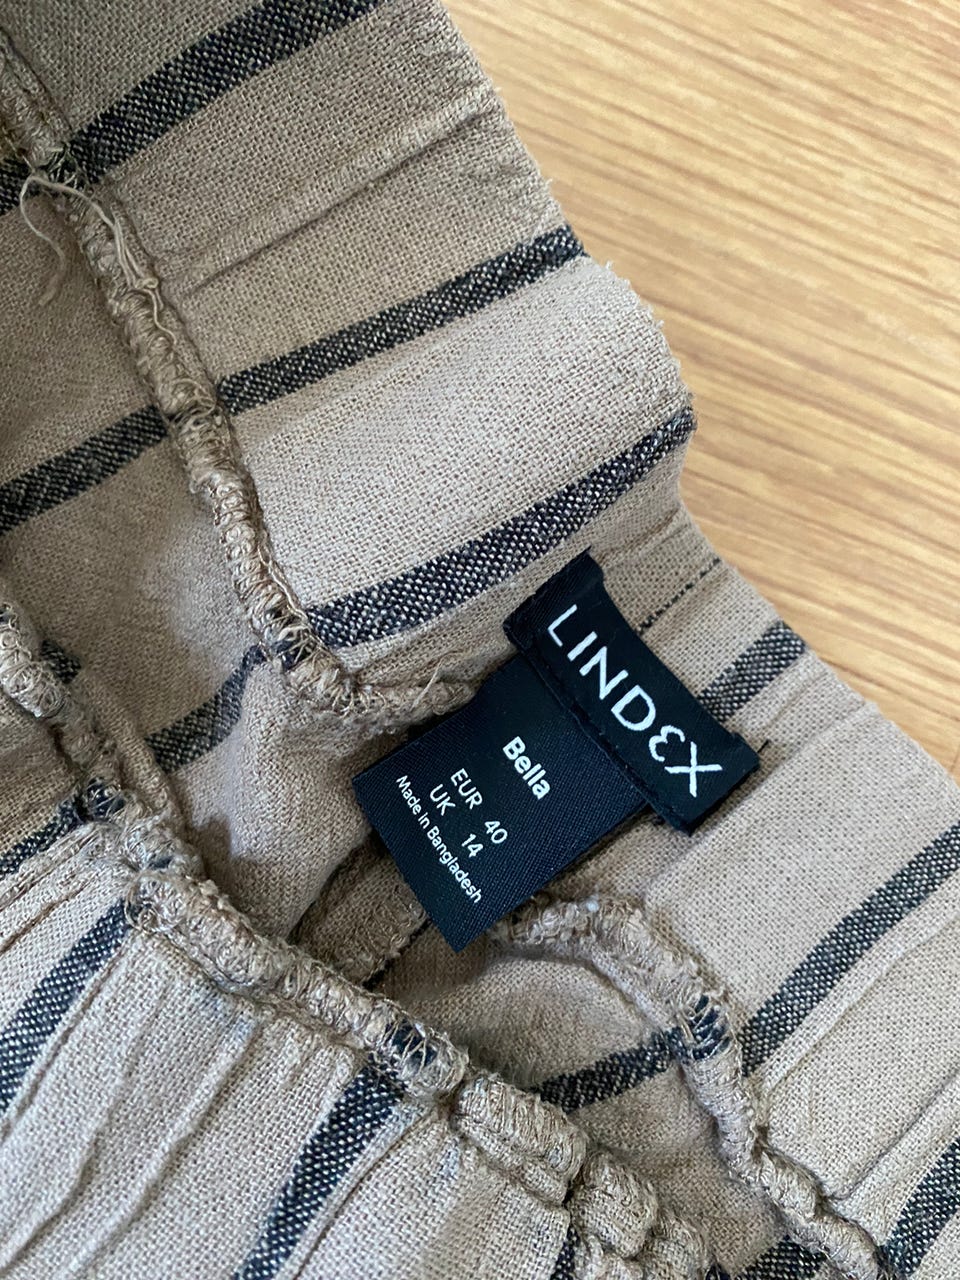 LINDEX
Bella
EUR 40
UK 14
Made in Bangladesh